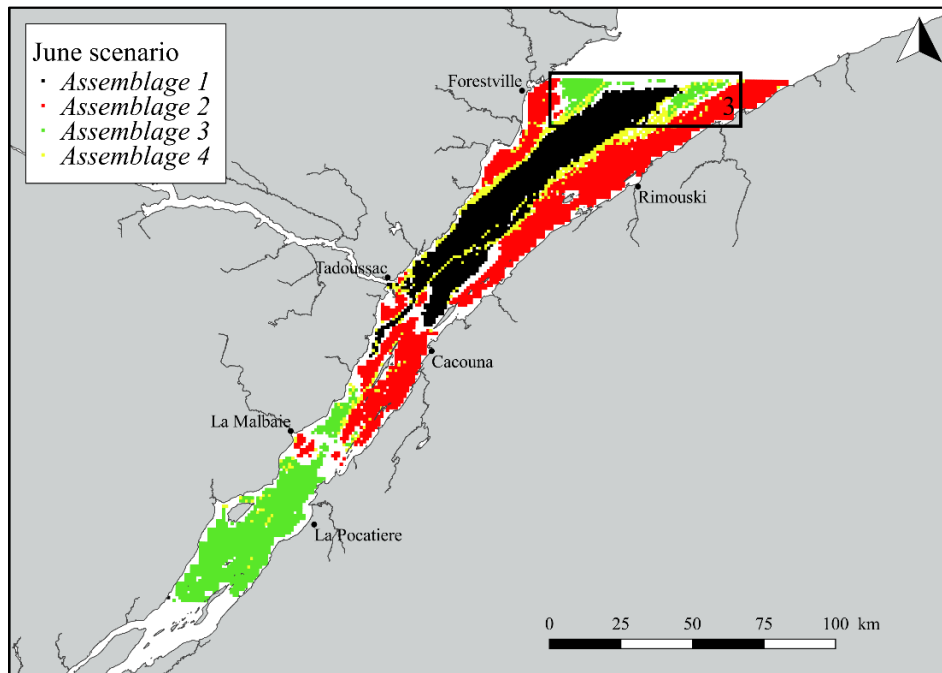 June scenario
Assemblage 1
Assemblage 2
Assemblage 3
Assemblage 4
Forestville
3
Rimouski
Tadoussac
Cacouna
La Malbaie
La Pocatiere
0 25 50 75 100 km